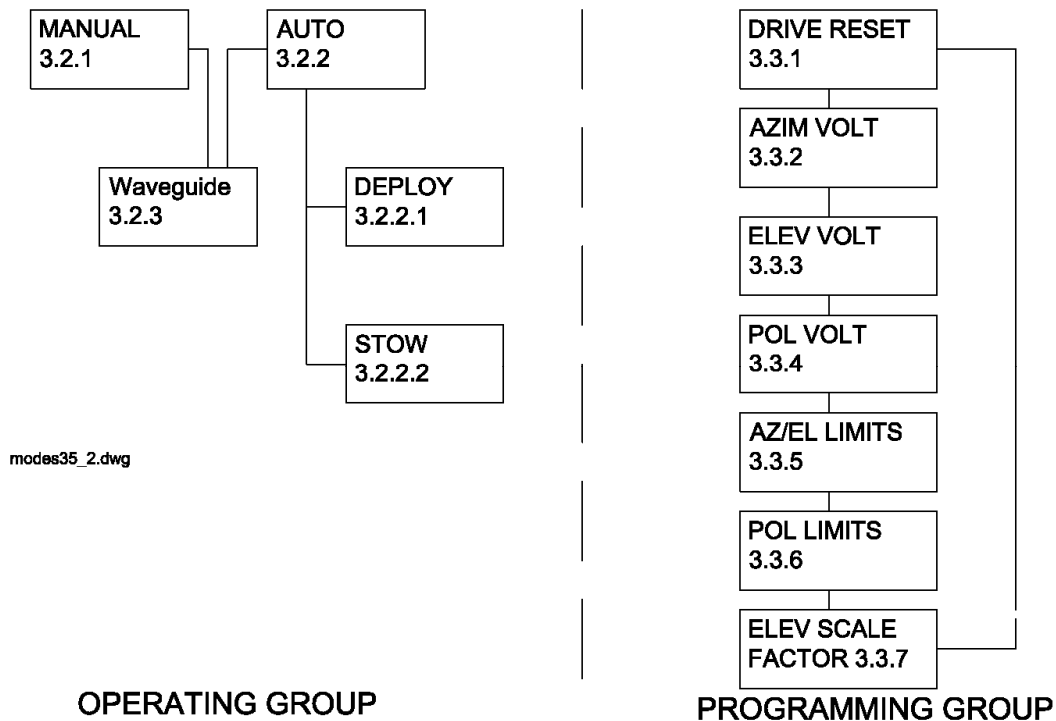 MANUAL
3.2.1
AUTO
3.2.2
Waveguide
3.2.3
DEPLOY
3.2.2.1
STOW
3.2.2.2
modes35_2.dwg
OPERATING GROUP
DRIVE RESET
3.3.1
AZIM VOLT
3.3.2
ELEV VOLT
3.3.3
POL VOLT
3.3.4
AZ/EL LIMITS
3.3.5
POL LIMITS
3.3.6
ELEV SCALE
FACTOR 3.3.7
PROGRAMMING GROUP